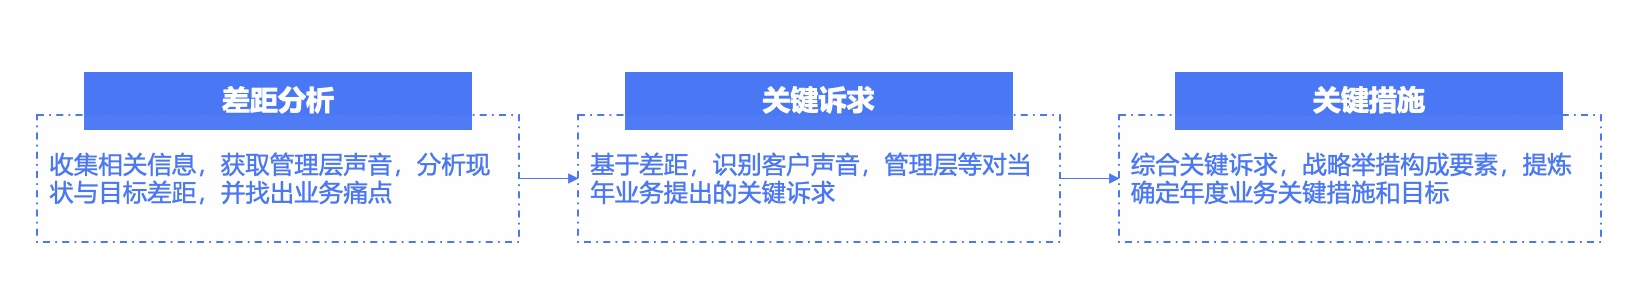 差距分析
收集相关信息，获取管理层声音，分析现
状与目标差距，并找出业务痛点
关键诉求
基于差距，识别客户声音，管理层等对当
年业务提出的关键诉求
关键措施
综合关键诉求，战略举措构成要素，提炼
确定年度业务关键措施和目标